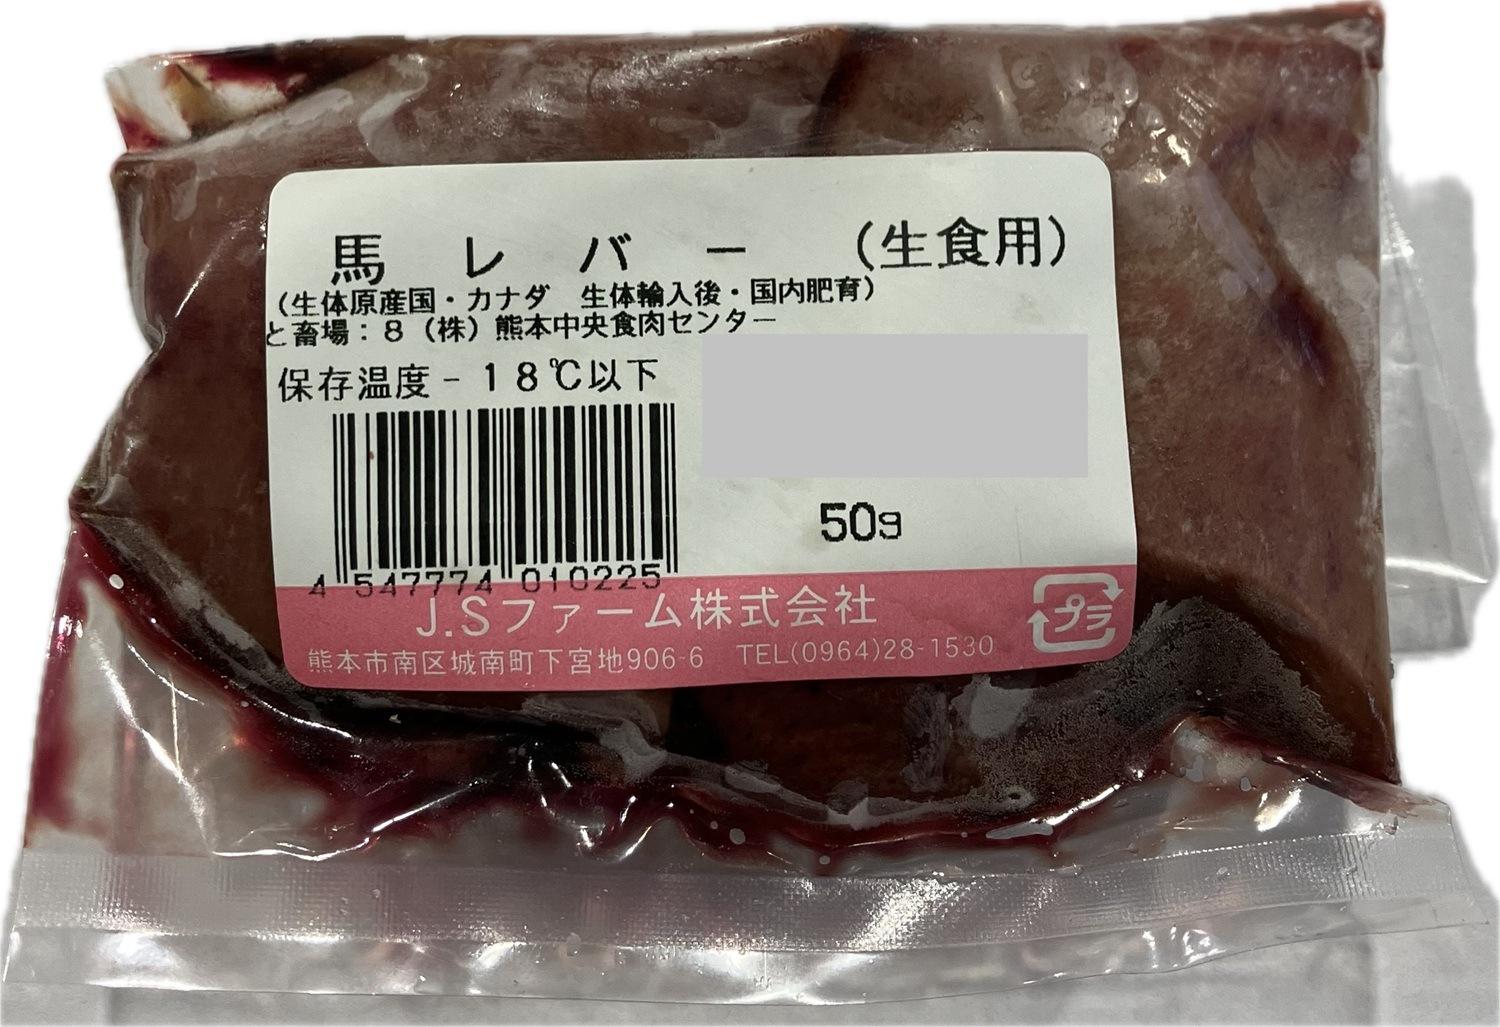 馬レバー（生食用）
（生体原産国・カナダ　生体輸入後・国内肥育）
と畜場：８（株）熊本中央食肉センター
保存温度－１８℃以下
4 547774 010225
50g
J.Sファーム株式会社
熊本市南区城南町下宮地906-6　TEL(0964)28-1530
プラ